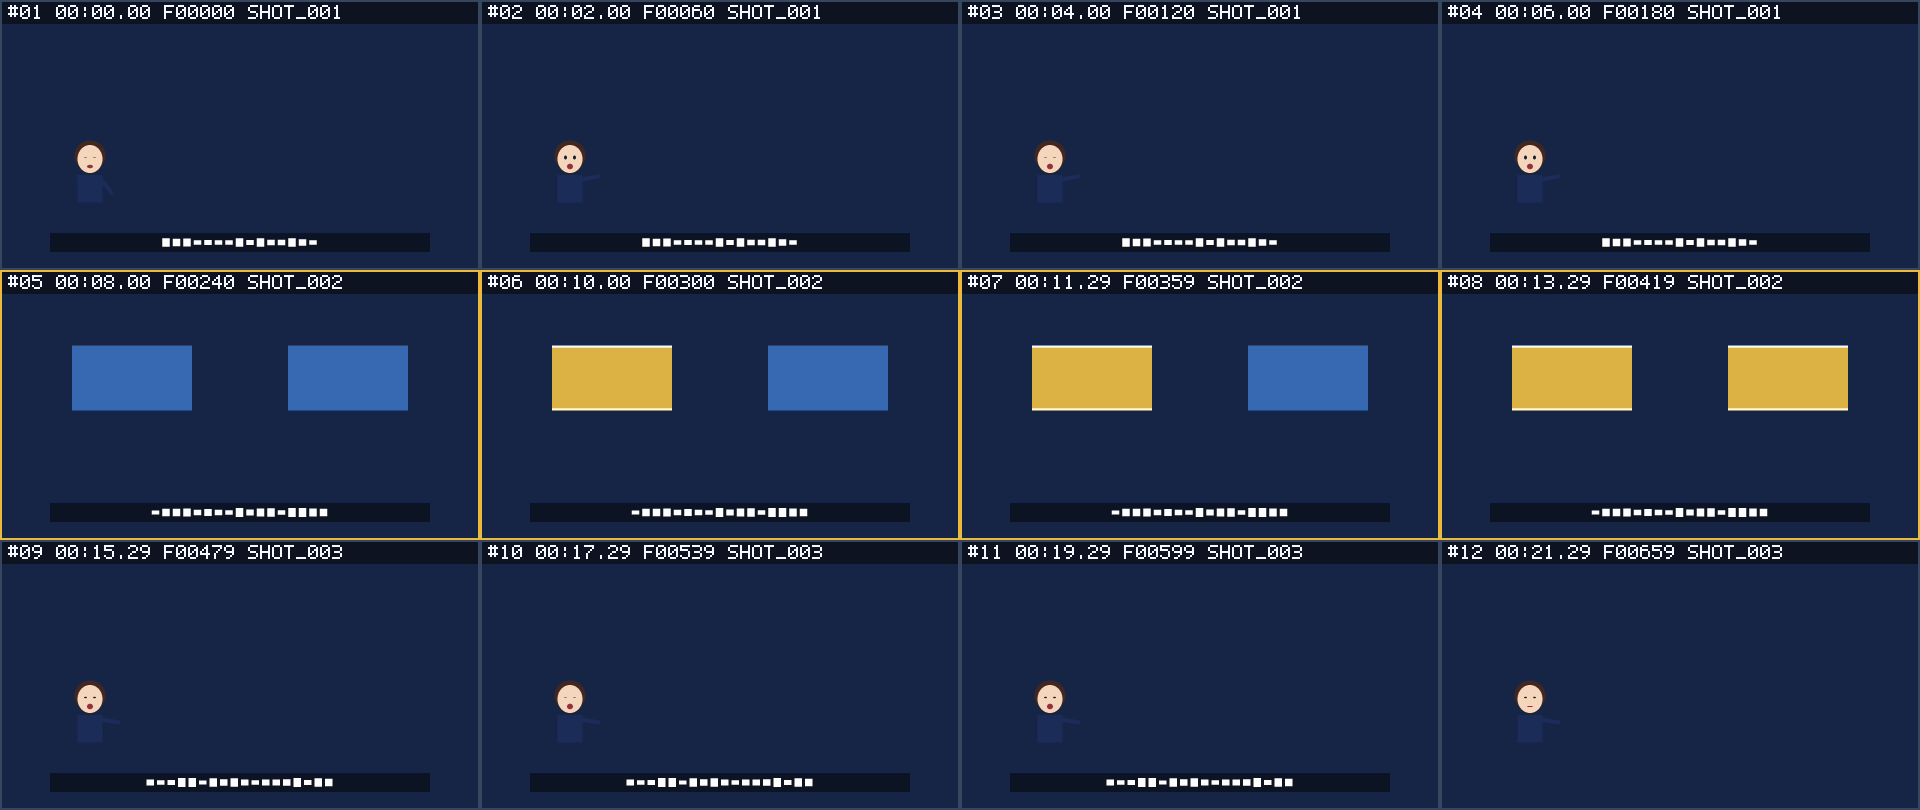 #01 00:00.00 F00000 SHOT_001
#02 00:02.00 F00060 SHOT_001
#03 00:04.00 F00120 SHOT_001
#04 00:06.00 F00180 SHOT_001
#05 00:08.00 F00240 SHOT_002
#06 00:10.00 F00300 SHOT_002
#07 00:11.29 F00359 SHOT_002
#08 00:13.29 F00419 SHOT_002
#09 00:15.29 F00479 SHOT_003
#10 00:17.29 F00539 SHOT_003
#11 00:19.29 F00599 SHOT_003
#12 00:21.29 F00659 SHOT_003